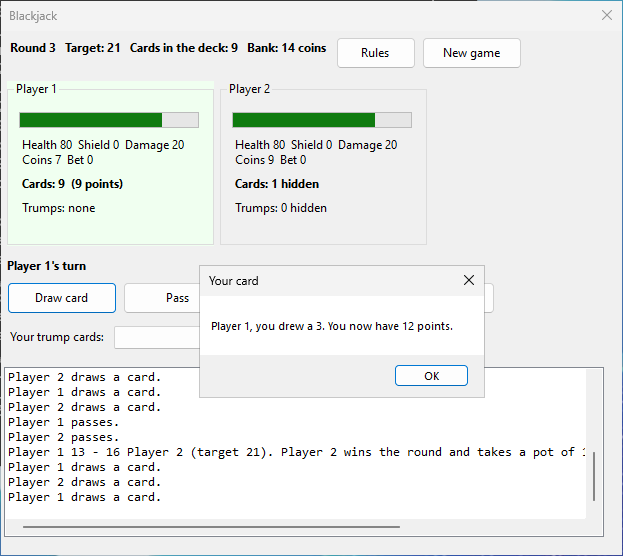 Blackjack
Round 3 Target: 21 Cards in the deck: 9 Bank: 14 coins
Rules
New game
Player 1
Health 80 Shield 0 Damage 20
Coins 7 Bet 0
Cards: 9 (9 points)
Trumps: none
Player 2
Health 80 Shield 0 Damage 20
Coins 9 Bet 0
Cards: 1 hidden
Trumps: 0 hidden
Player 1's turn
Draw card
Pass
Your trump cards:
Your card
Player 1, you drew a 3. You now have 12 points.
OK
Player 2 draws a card.
Player 1 draws a card.
Player 2 draws a card.
Player 1 passes.
Player 2 passes.
Player 1 13 - 16 Player 2 (target 21). Player 2 wins the round and takes a pot of
Player 1 draws a card.
Player 2 draws a card.
Player 1 draws a card.